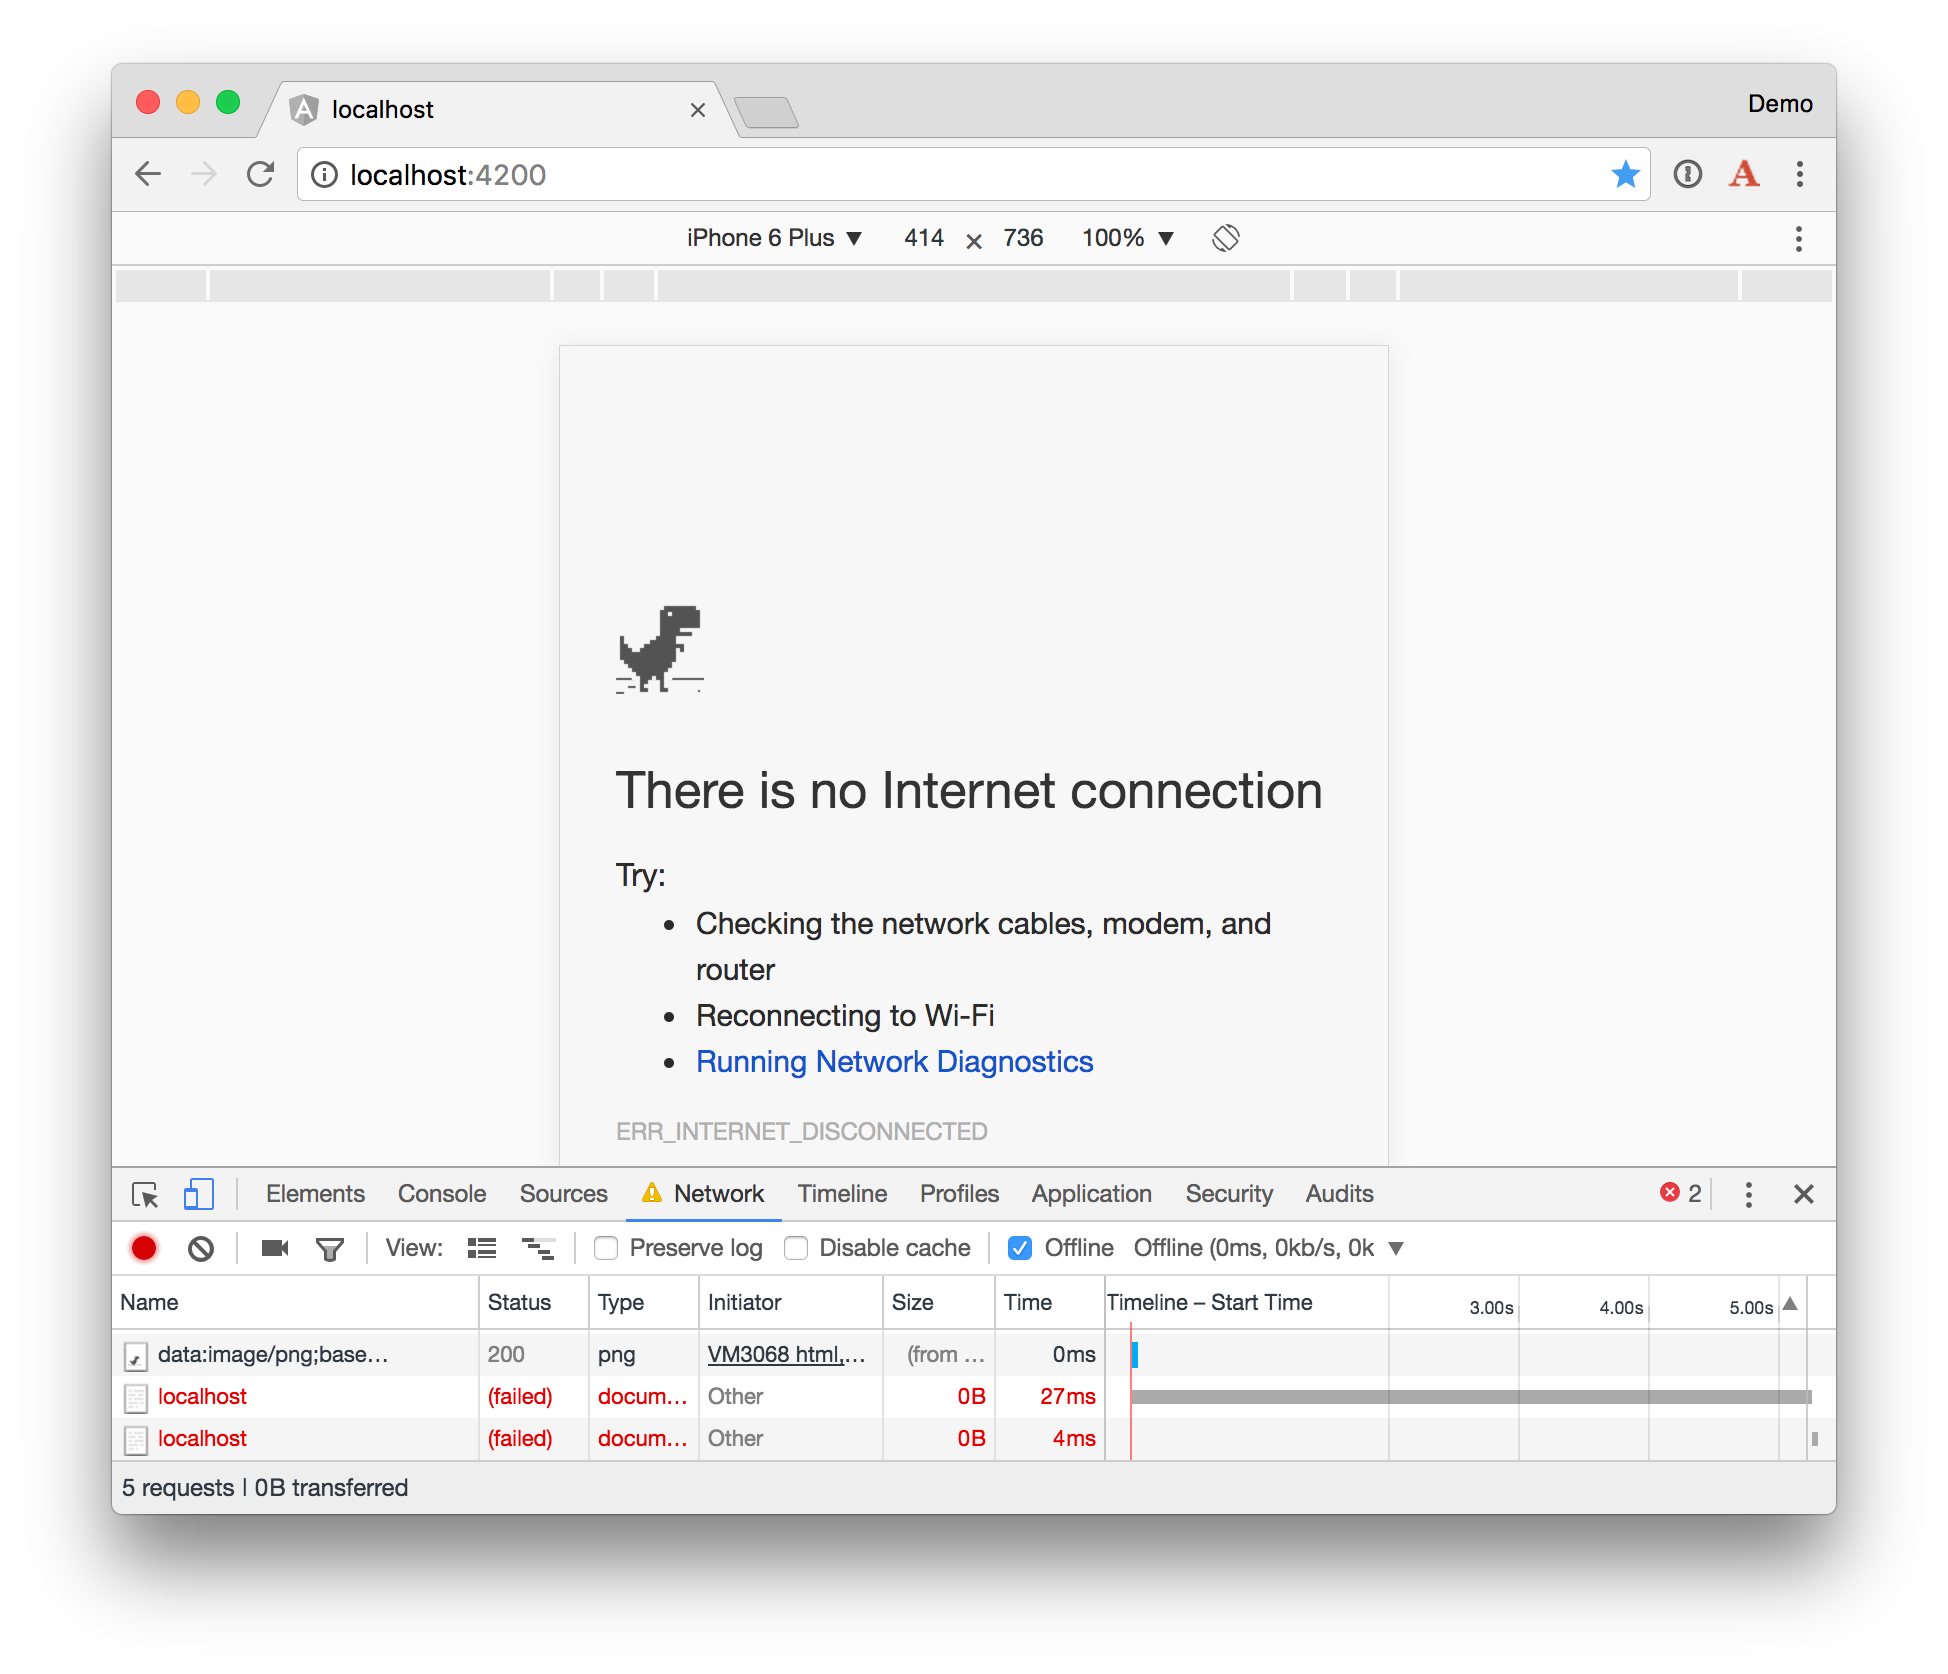 localhost
Demo
localhost:4200
iPhone 6 Plus ▼ 414 × 736 100% ▼
There is no Internet connection
Try:
• Checking the network cables, modem, and
router
• Reconnecting to Wi-Fi
• Running Network Diagnostics
ERR_INTERNET_DISCONNECTED
Elements Console Sources Network Timeline Profiles Application Security Audits 2
View: Preserve log Disable cache Offline Offline (0ms, 0kb/s, 0k ▼
Name Status Type Initiator Size Time Timeline – Start Time 3.00s 4.00s 5.00s ▲
data:image/png;base… 200 png VM3068 html,… (from … 0ms
localhost (failed) docum… Other 0B 27ms
localhost (failed) docum… Other 0B 4ms
5 requests | 0B transferred